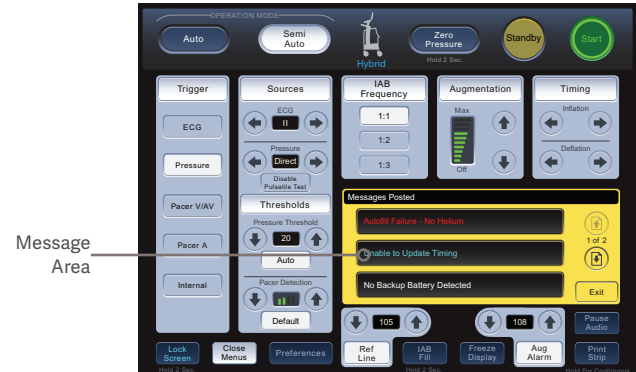 OPERATION MODE
Auto
Semi
Auto
Hybrid
Zero
Pressure
Hold 2 Sec.
Standby
Start
Trigger
ECG
Pressure
Pacer V/AV
Pacer A
Internal
Sources
ECG
II
Pressure
Direct
Disable
Pulsatile Test
Thresholds
Pressure Threshold
20
Auto
Pacer Detection
Default
IAB
Frequency
1:1
1:2
1:3
Augmentation
Max
Off
Timing
Inflation
Deflation
Message
Area
Messages Posted
Autofill Failure - No Helium
Unable to Update Timing
No Backup Battery Detected
1 of 2
Exit
105
108
Pause
Audio
Lock
Screen
Hold 2 Sec.
Close
Menus
Preferences
Ref
Line
IAB
Fill
Hold 2 Sec.
Freeze
Display
Aug
Alarm
Print
Strip
Hold For Continuous